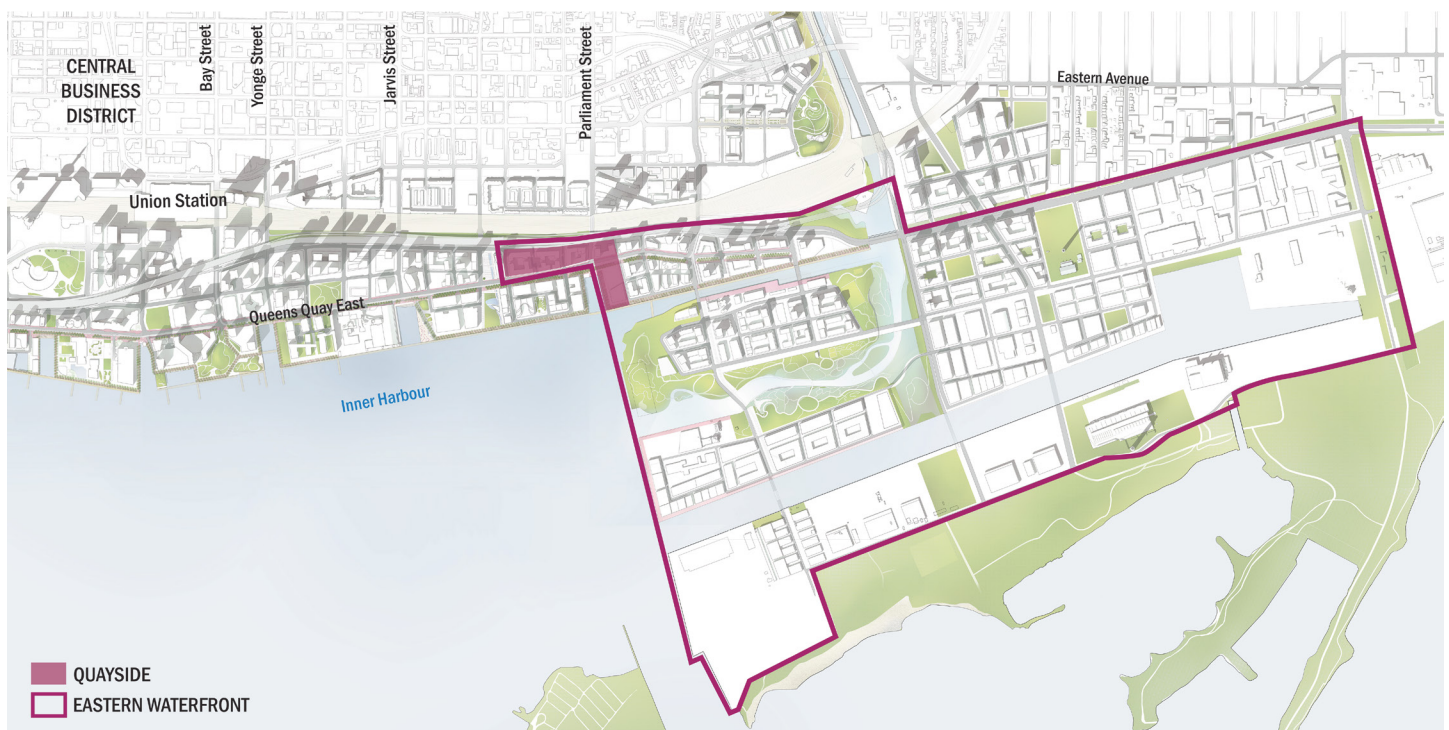 CENTRAL
BUSINESS
DISTRICT
Bay Street
Yonge Street
Jarvis Street
Parliament Street
Eastern Avenue
Union Station
Queens Quay East
Inner Harbour
QUAYSIDE
EASTERN WATERFRONT